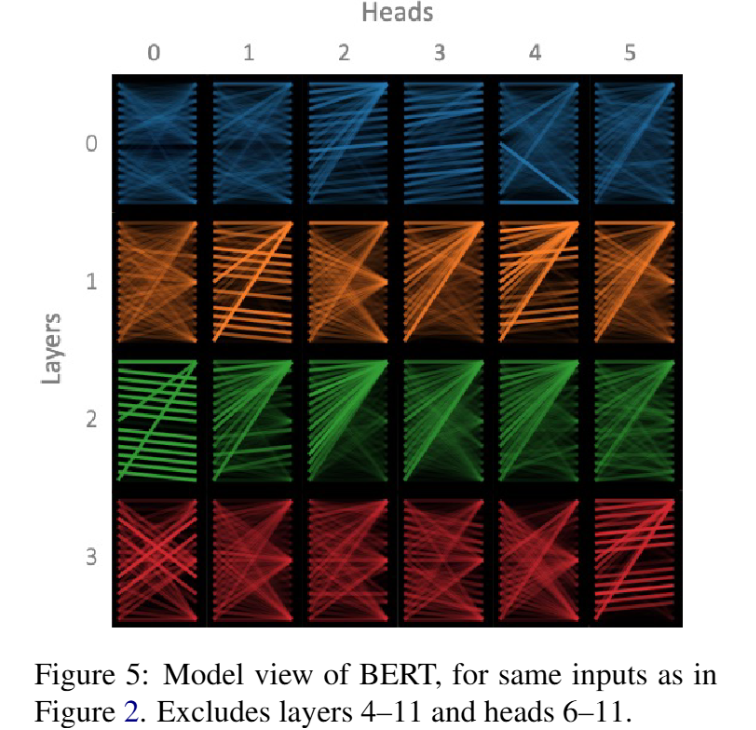 Heads
0 1 2 3 4 5
0
1
Layers
2
3
Figure 5: Model view of BERT, for same inputs as in
Figure 2. Excludes layers 4–11 and heads 6–11.